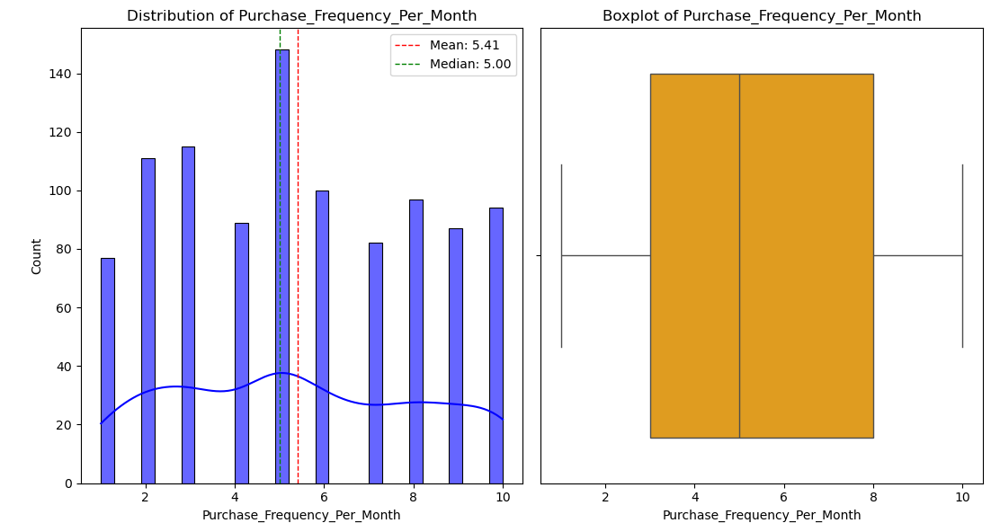 Distribution of Purchase_Frequency_Per_Month
Mean: 5.41
Median: 5.00
140
120
100
80
60
40
20
0
Count
2 4 6 8 10
Purchase_Frequency_Per_Month
Boxplot of Purchase_Frequency_Per_Month
2 4 6 8 10
Purchase_Frequency_Per_Month